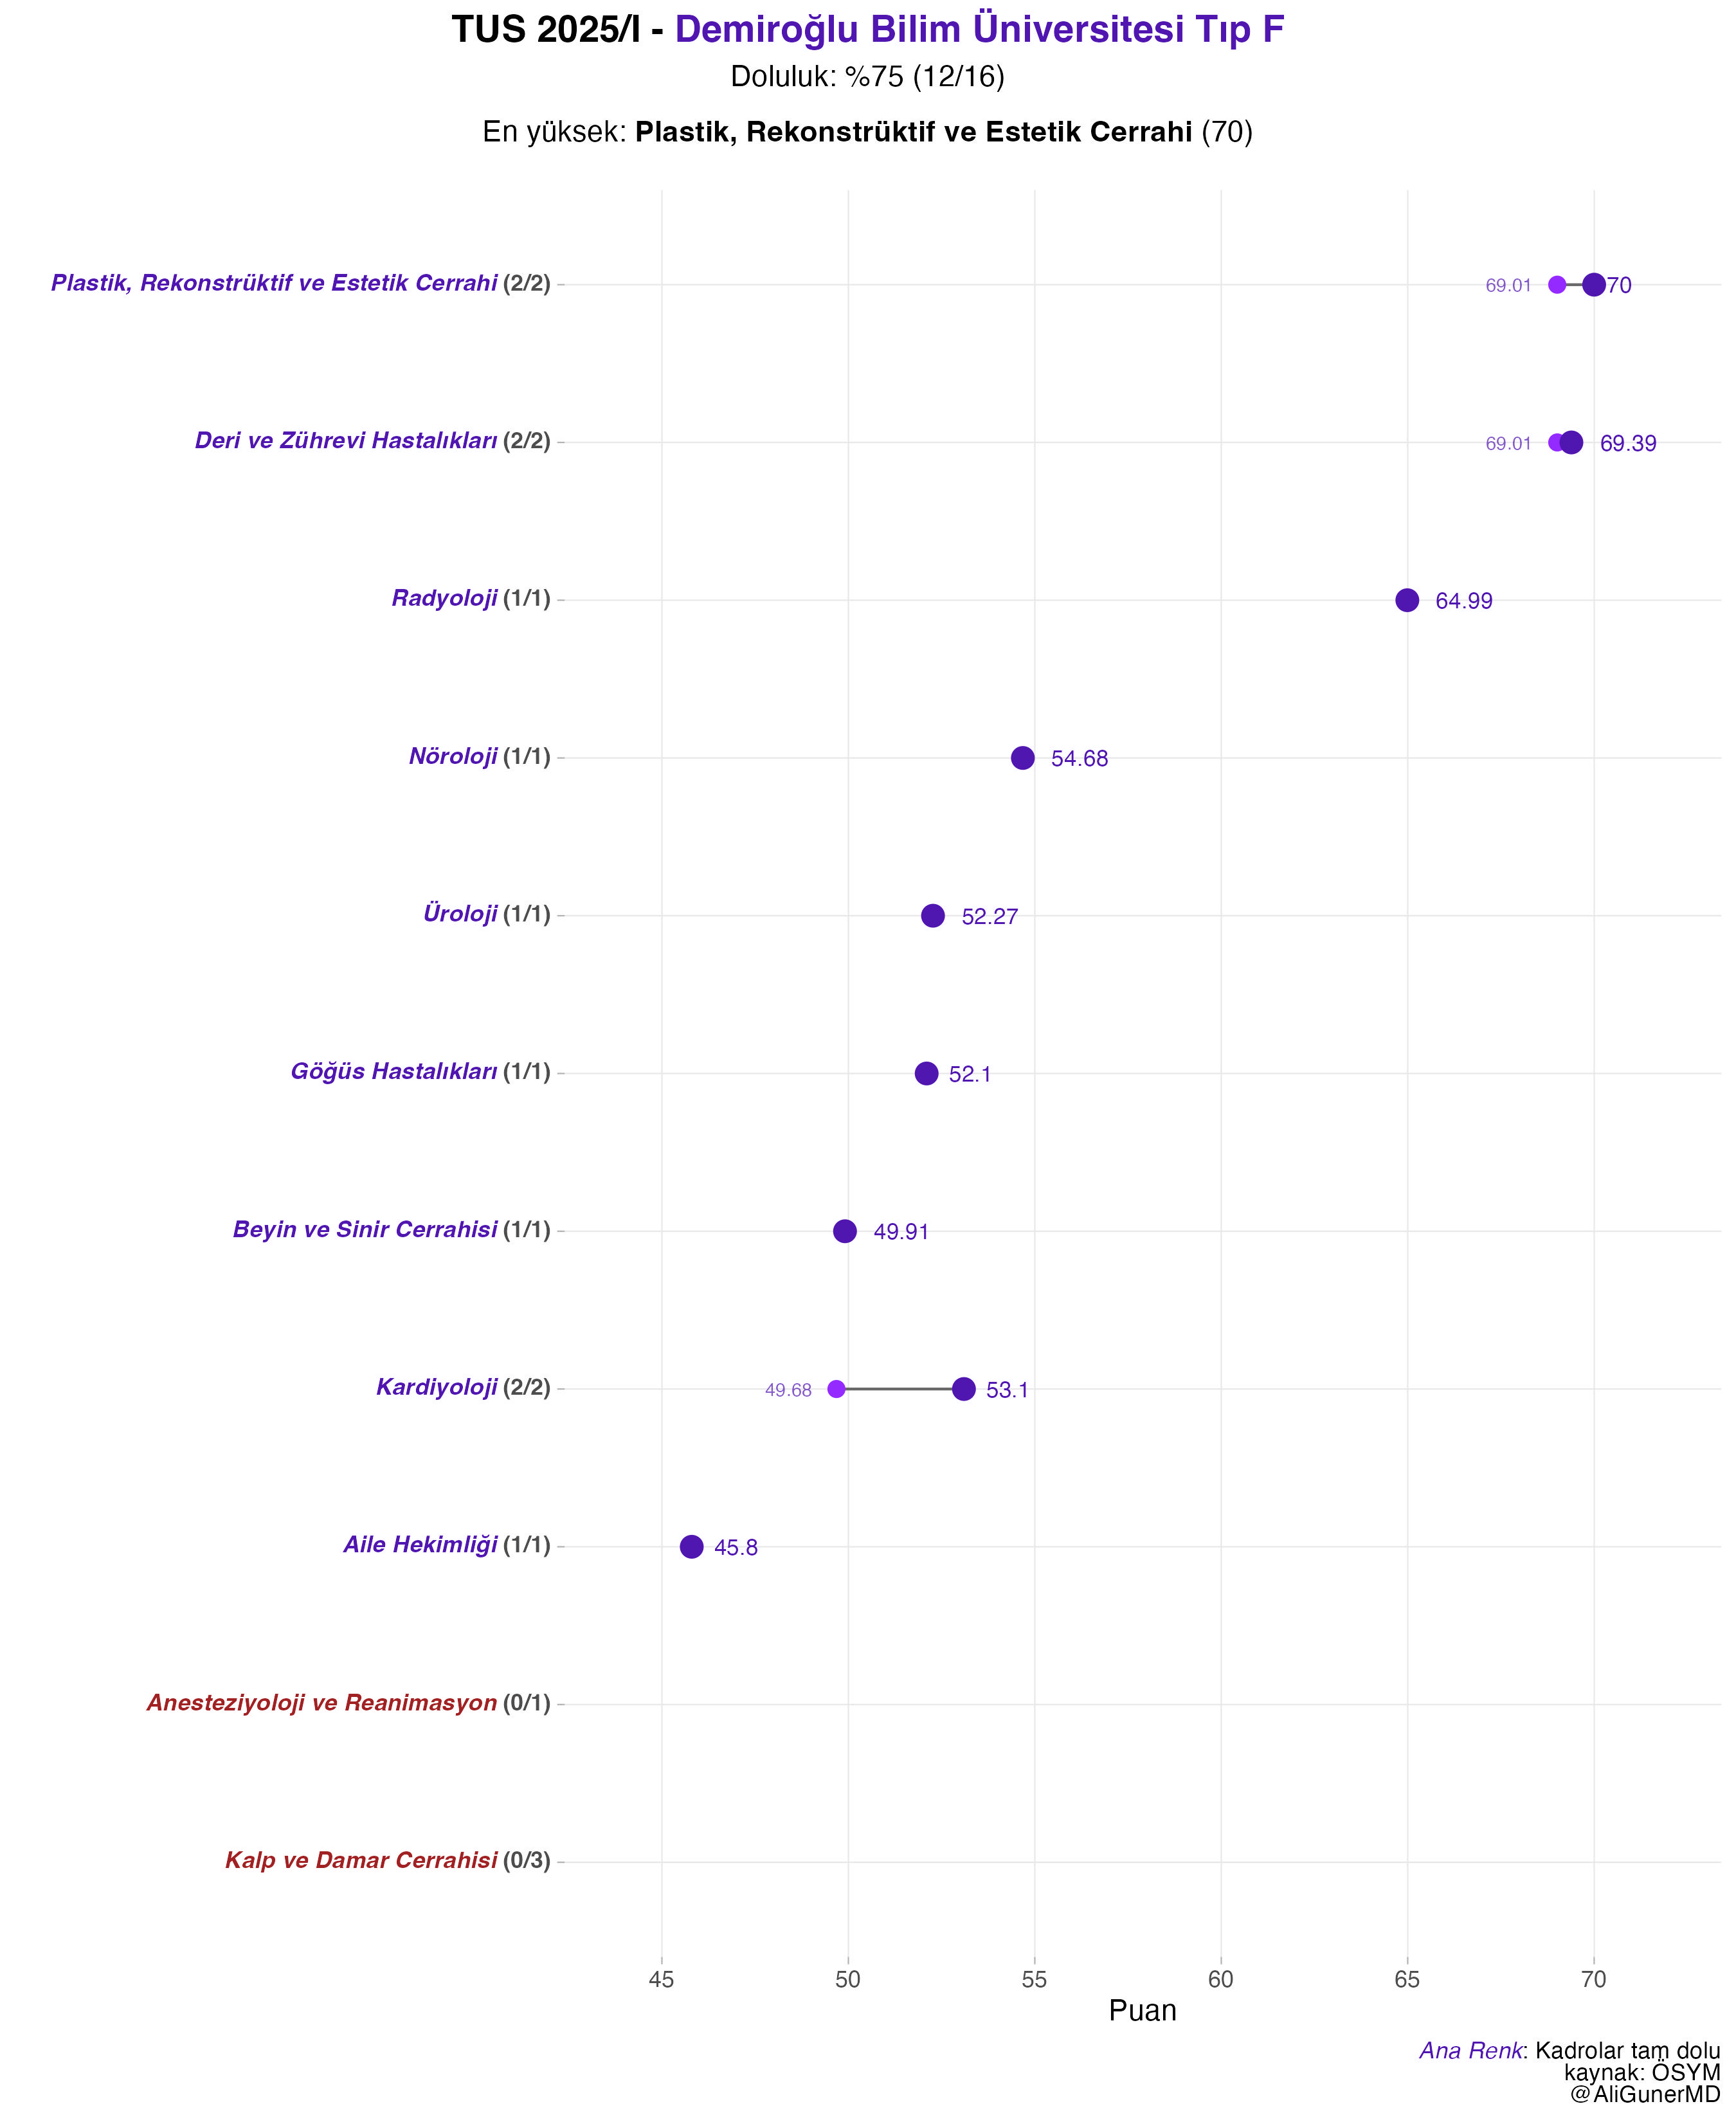 TUS 2025/I - Demiroğlu Bilim Üniversitesi Tıp F
Doluluk: %75 (12/16)
En yüksek: Plastik, Rekonstrüktif ve Estetik Cerrahi (70)
Plastik, Rekonstrüktif ve Estetik Cerrahi (2/2) 69.01 70
Deri ve Zührevi Hastalıkları (2/2) 69.01 69.39
Radyoloji (1/1) 64.99
Nöroloji (1/1) 54.68
Üroloji (1/1) 52.27
Göğüs Hastalıkları (1/1) 52.1
Beyin ve Sinir Cerrahisi (1/1) 49.91
Kardiyoloji (2/2) 49.68 53.1
Aile Hekimliği (1/1) 45.8
Anesteziyoloji ve Reanimasyon (0/1)
Kalp ve Damar Cerrahisi (0/3)
45 50 55 60 65 70
Puan
Ana Renk: Kadrolar tam dolu
kaynak: ÖSYM
@AliGunerMD